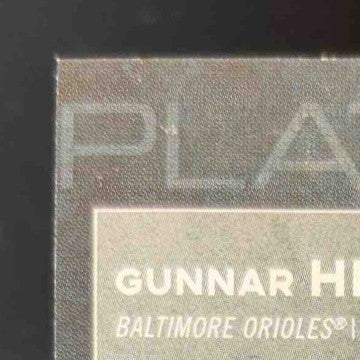 PLA
GUNNAR HE
BALTIMORE ORIOLES®